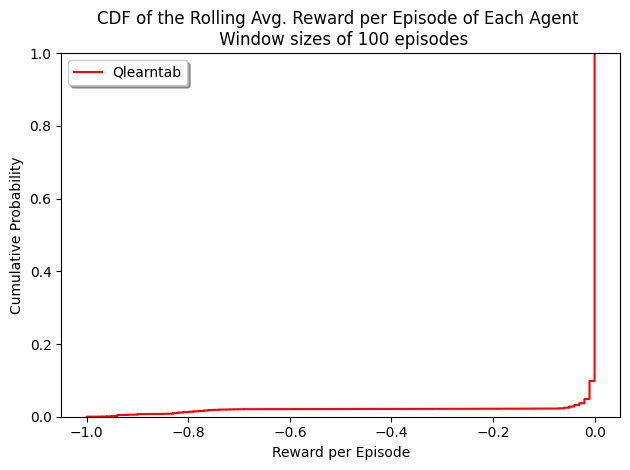 CDF of the Rolling Avg. Reward per Episode of Each Agent
Window sizes of 100 episodes
Qlearntab
1.0
0.8
0.6
0.4
0.2
0.0
Cumulative Probability
−1.0 −0.8 −0.6 −0.4 −0.2 0.0
Reward per Episode